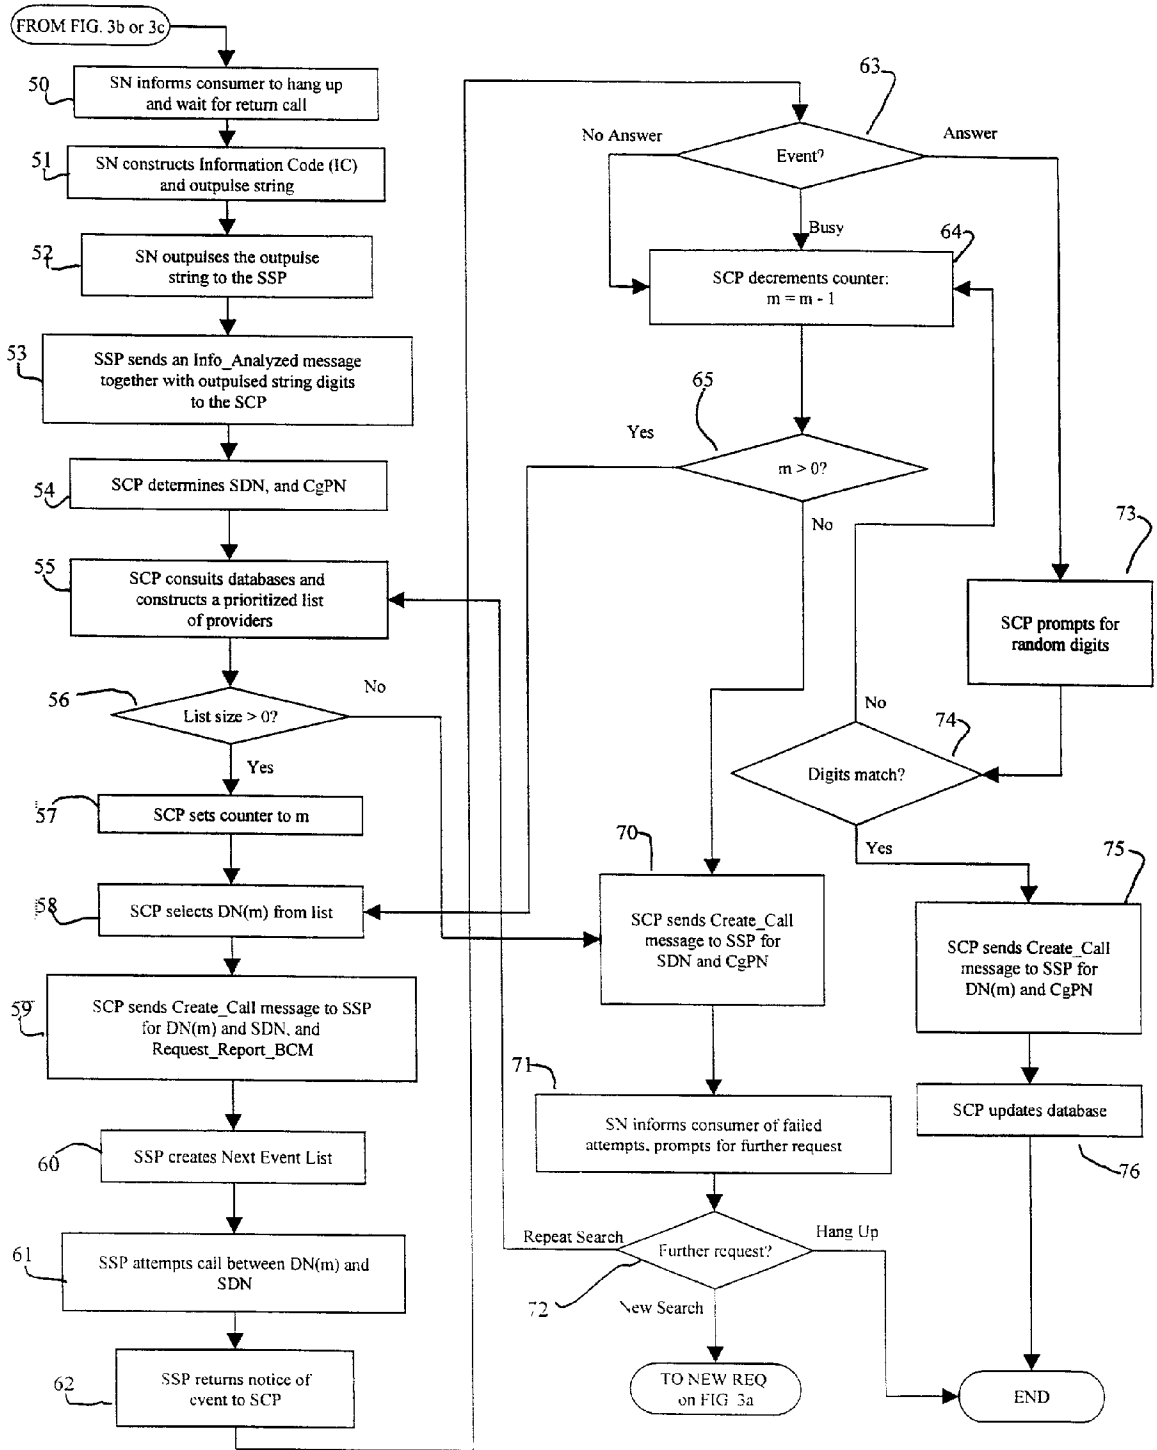 FROM FIG. 3b or 3c
50
SN informs consumer to hang up
and wait for return call
51
SN constructs Information Code (IC)
and outpulse string
52
SN outpulses the outpulse
string to the SSP
53
SSP sends an Info_Analyzed message
together with outpulsed string digits
to the SCP
54
SCP determines SDN, and CgPN
55
SCP consults databases and
constructs a prioritized list
of providers
56
List size > 0?
No
Yes
57
SCP sets counter to m
58
SCP selects DN(m) from list
59
SCP sends Create_Call message to SSP
for DN(m) and SDN, and
Request_Report_BCM
60
SSP creates Next Event List
61
SSP attempts call between DN(m) and
SDN
62
SSP returns notice of
event to SCP
63
No Answer
Answer
Event?
Busy
64
SCP decrements counter:
m = m - 1
65
Yes
m > 0?
No
73
SCP prompts for
random digits
No
74
Digits match?
Yes
70
SCP sends Create_Call
message to SSP for
SDN and CgPN
75
SCP sends Create_Call
message to SSP for
DN(m) and CgPN
71
SN informs consumer of failed
attempts, prompts for further request
SCP updates database
76
Repeat Search
Further request?
Hang Up
72
New Search
TO NEW REQ
on FIG 3a
END